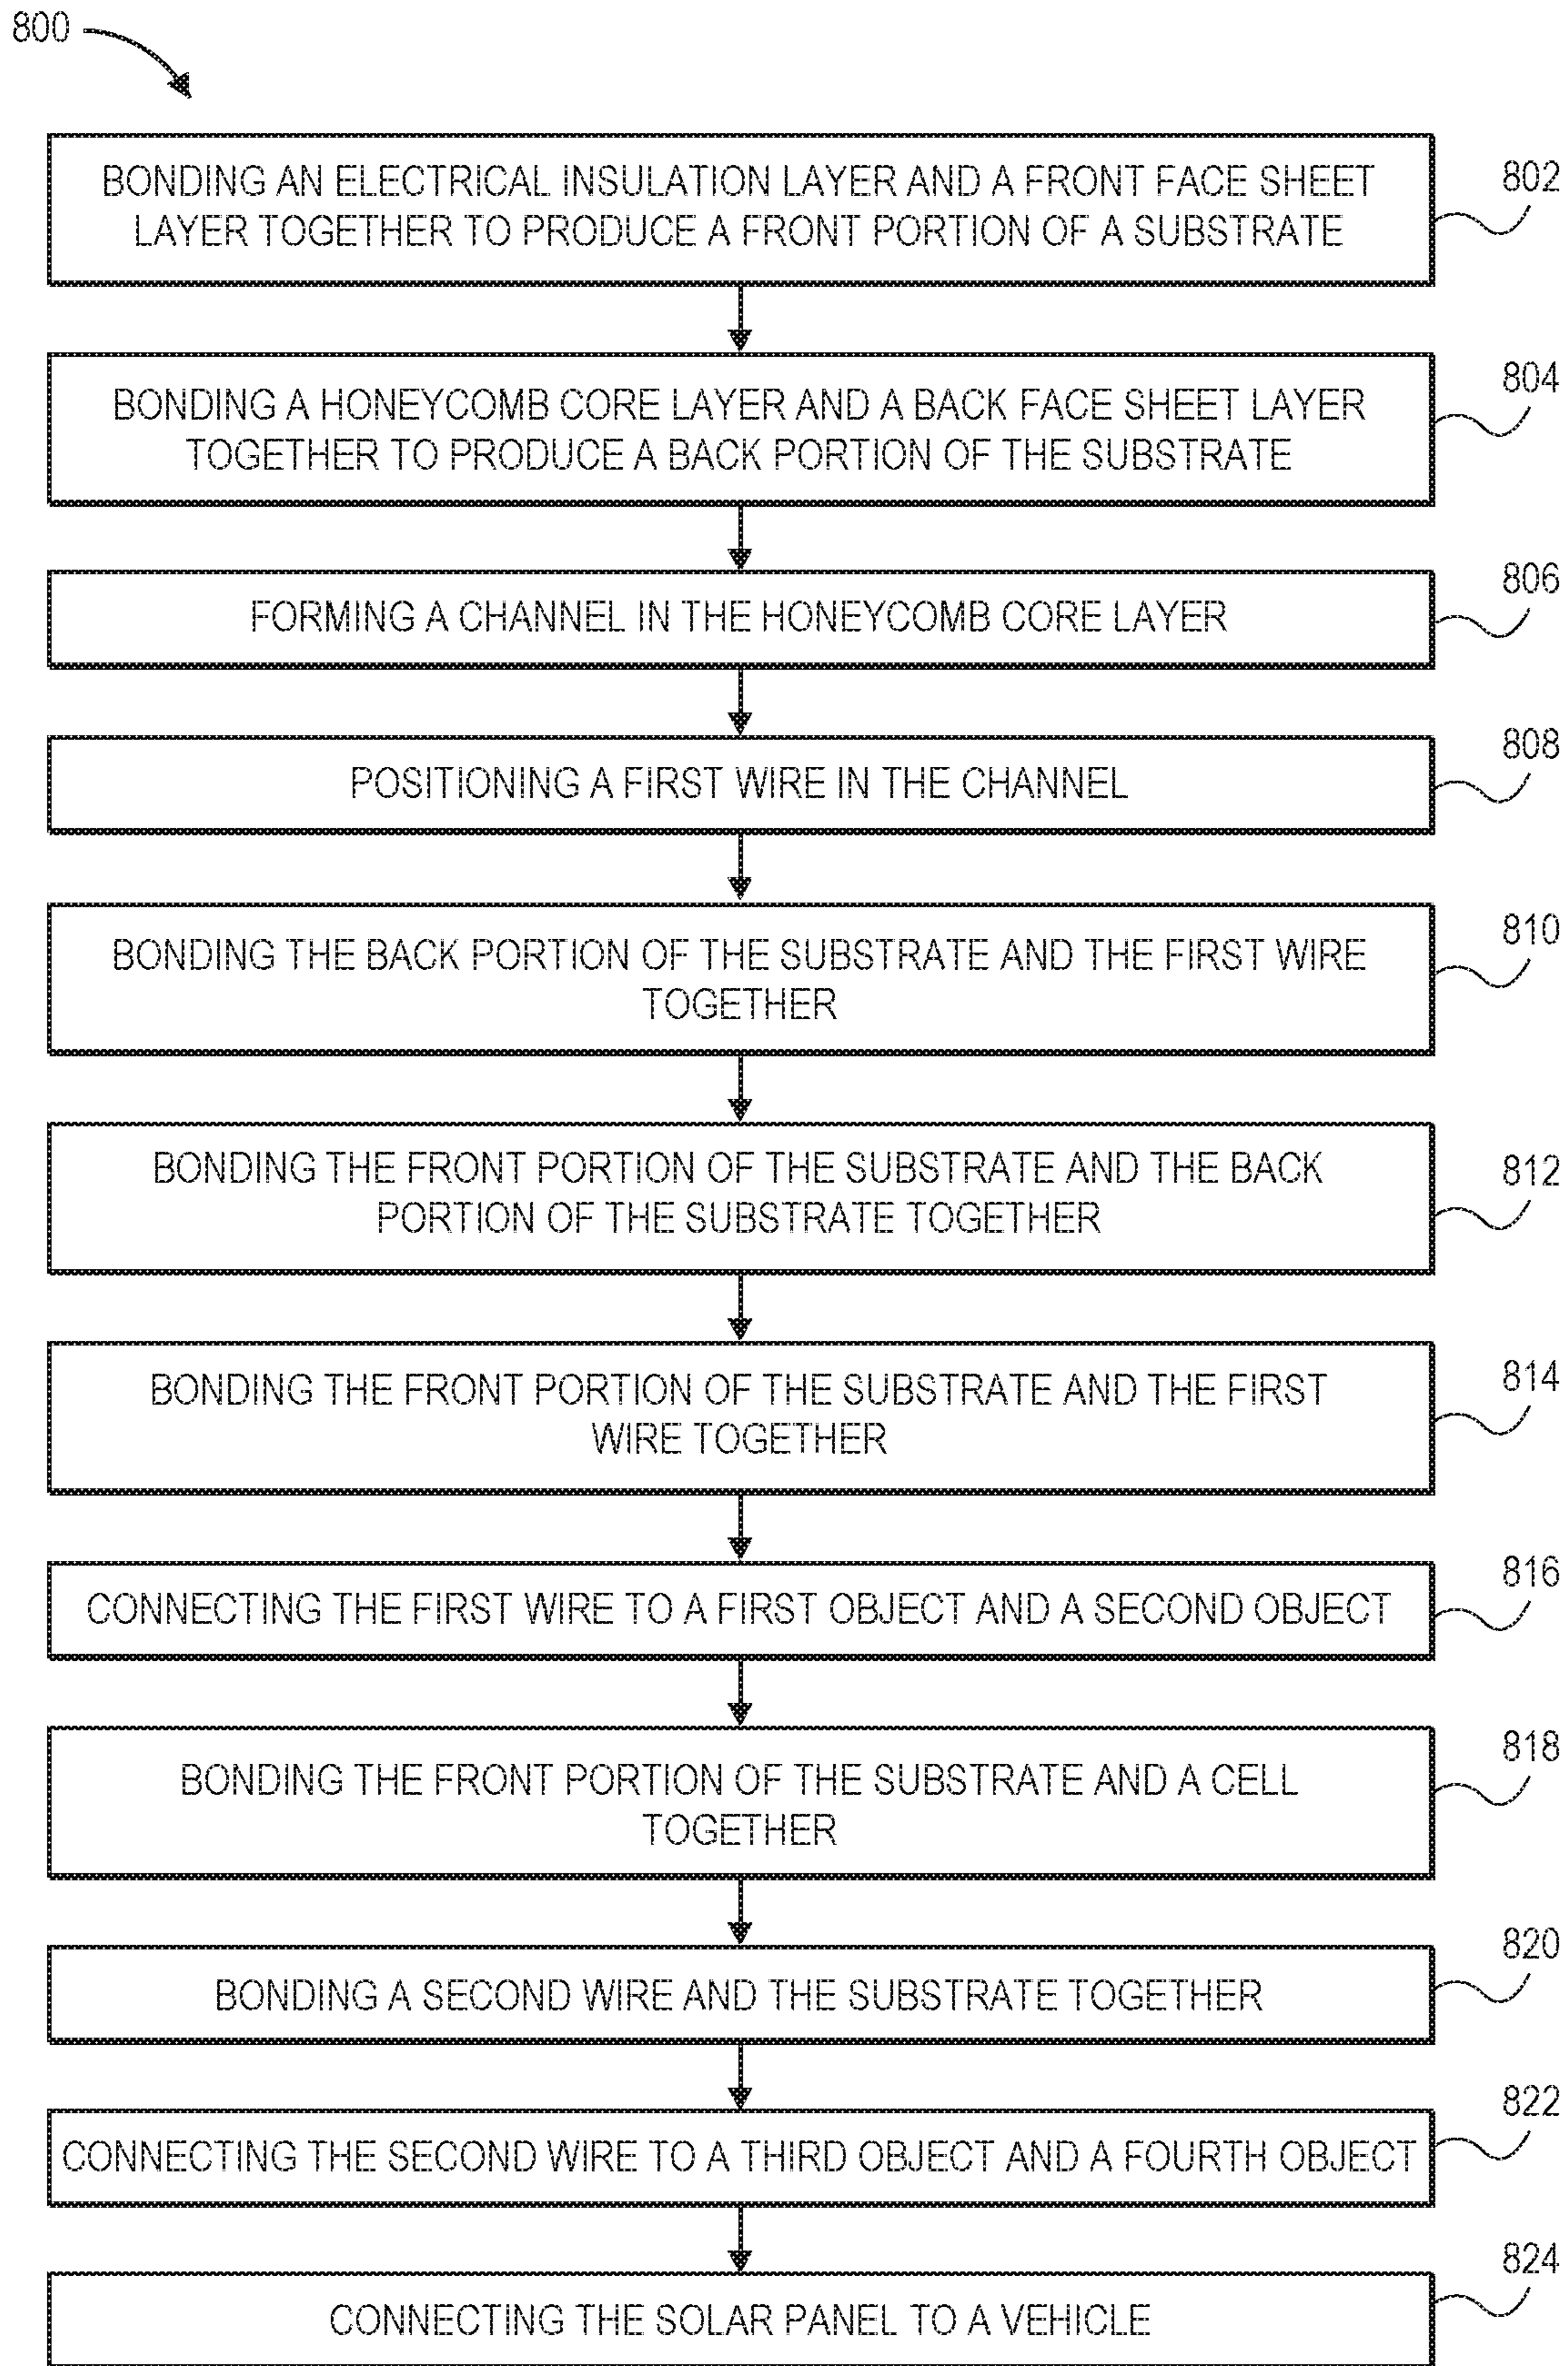 800
BONDING AN ELECTRICAL INSULATION LAYER AND A FRONT FACE SHEET
LAYER TOGETHER TO PRODUCE A FRONT PORTION OF A SUBSTRATE
802
BONDING A HONEYCOMB CORE LAYER AND A BACK FACE SHEET LAYER
TOGETHER TO PRODUCE A BACK PORTION OF THE SUBSTRATE
804
FORMING A CHANNEL IN THE HONEYCOMB CORE LAYER
806
POSITIONING A FIRST WIRE IN THE CHANNEL
808
BONDING THE BACK PORTION OF THE SUBSTRATE AND THE FIRST WIRE
TOGETHER
810
BONDING THE FRONT PORTION OF THE SUBSTRATE AND THE BACK
PORTION OF THE SUBSTRATE TOGETHER
812
BONDING THE FRONT PORTION OF THE SUBSTRATE AND THE FIRST
WIRE TOGETHER
814
CONNECTING THE FIRST WIRE TO A FIRST OBJECT AND A SECOND OBJECT
816
BONDING THE FRONT PORTION OF THE SUBSTRATE AND A CELL
TOGETHER
818
BONDING A SECOND WIRE AND THE SUBSTRATE TOGETHER
820
CONNECTING THE SECOND WIRE TO A THIRD OBJECT AND A FOURTH OBJECT
822
CONNECTING THE SOLAR PANEL TO A VEHICLE
824